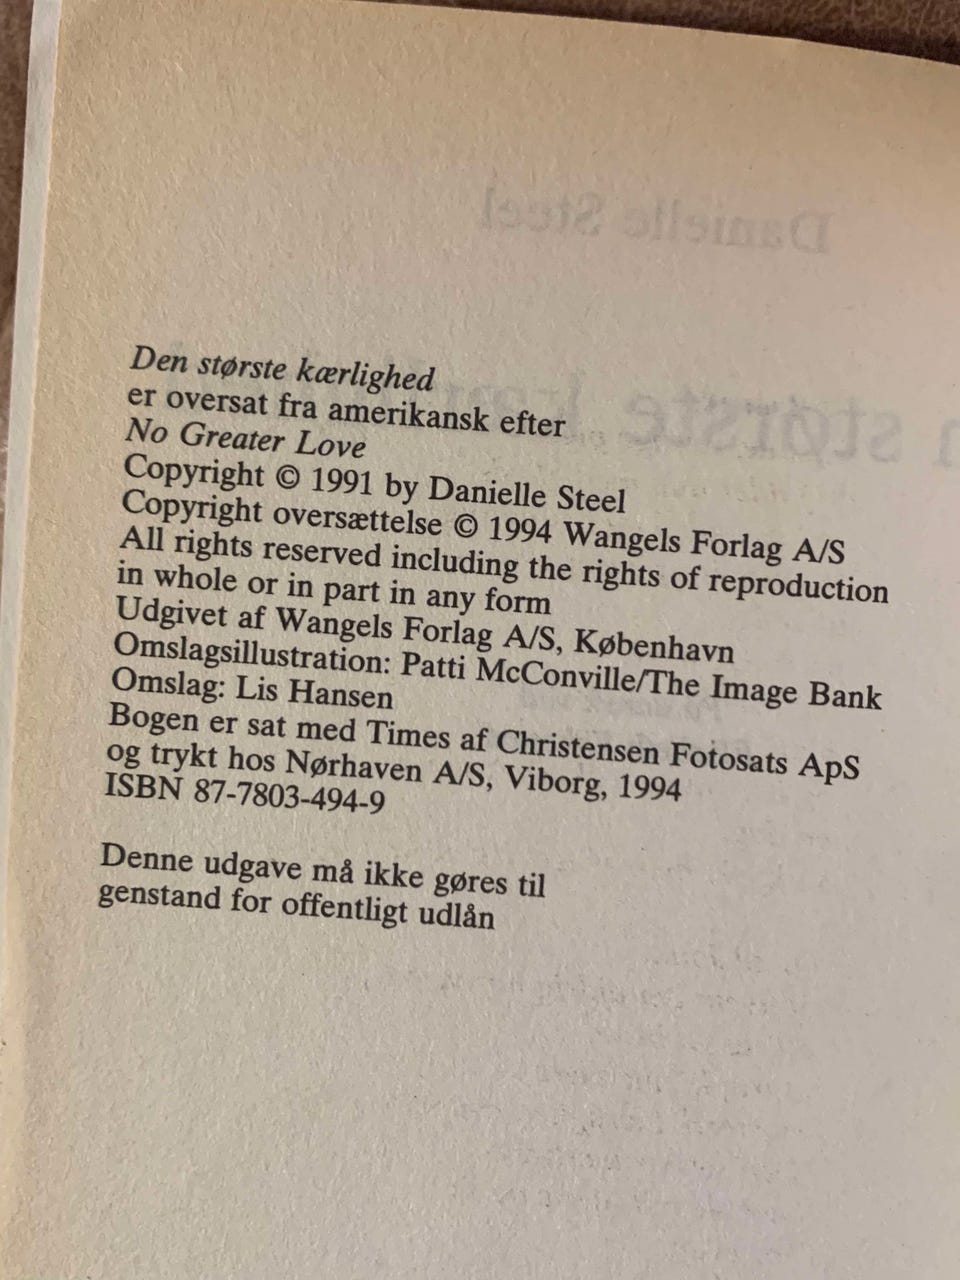 Den største kærlighed
er oversat fra amerikansk efter
No Greater Love
Copyright © 1991 by Danielle Steel
Copyright oversættelse © 1994 Wangels Forlag A/S
All rights reserved including the rights of reproduction
in whole or in part in any form
Udgivet af Wangels Forlag A/S, København
Omslagsillustration: Patti McConville/The Image Bank
Omslag: Lis Hansen
Bogen er sat med Times af Christensen Fotosats ApS
og trykt hos Nørhaven A/S, Viborg, 1994
ISBN 87-7803-494-9
Denne udgave må ikke gøres til
genstand for offentligt udlån